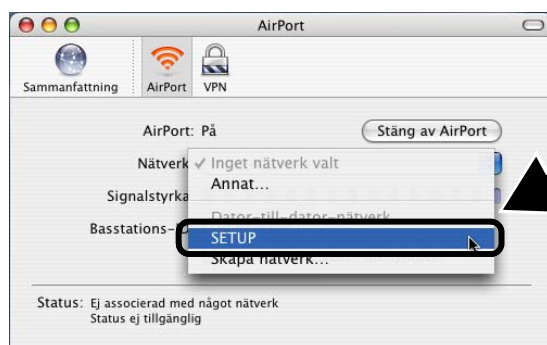 AirPort
Sammanfattning AirPort VPN
AirPort: På Stäng av AirPort
Nätverk ✓ Inget nätverk valt
Annat...
Signalstyrka
Dator-till-dator-nätverk
Basstations-ID
SETUP
Skapa nätverk...
Status: Ej associerad med något nätverk
Status ej tillgänglig